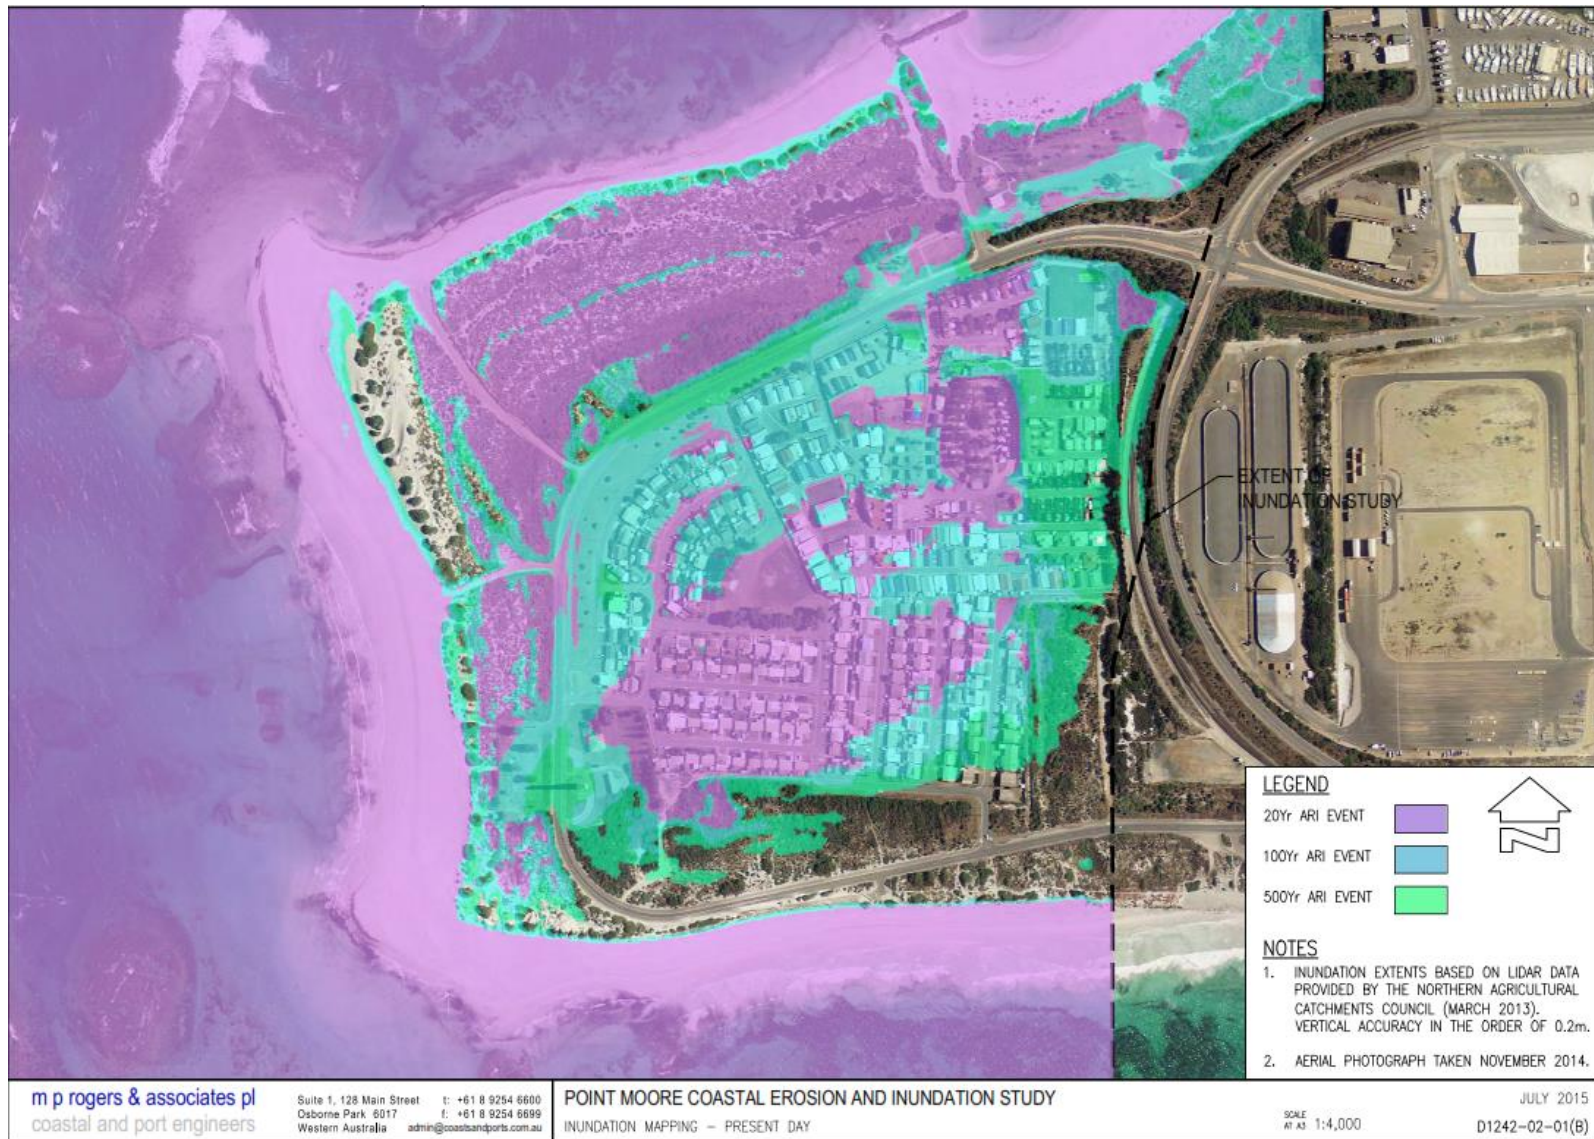 EXTENT OF
INUNDATION STUDY
LEGEND
20Yr ARI EVENT
100Yr ARI EVENT
500Yr ARI EVENT
N
NOTES
1. INUNDATION EXTENTS BASED ON LIDAR DATA
PROVIDED BY THE NORTHERN AGRICULTURAL
CATCHMENTS COUNCIL (MARCH 2013).
VERTICAL ACCURACY IN THE ORDER OF 0.2m.
2. AERIAL PHOTOGRAPH TAKEN NOVEMBER 2014.
m p rogers & associates pl
coastal and port engineers
Suite 1, 128 Main Street t: +61 8 9254 6600
Osborne Park 6017 f: +61 8 9254 6699
Western Australia admin@coastsandports.com.au
POINT MOORE COASTAL EROSION AND INUNDATION STUDY
INUNDATION MAPPING – PRESENT DAY
SCALE
AT A3 1:4,000
JULY 2015
D1242-02-01(B)